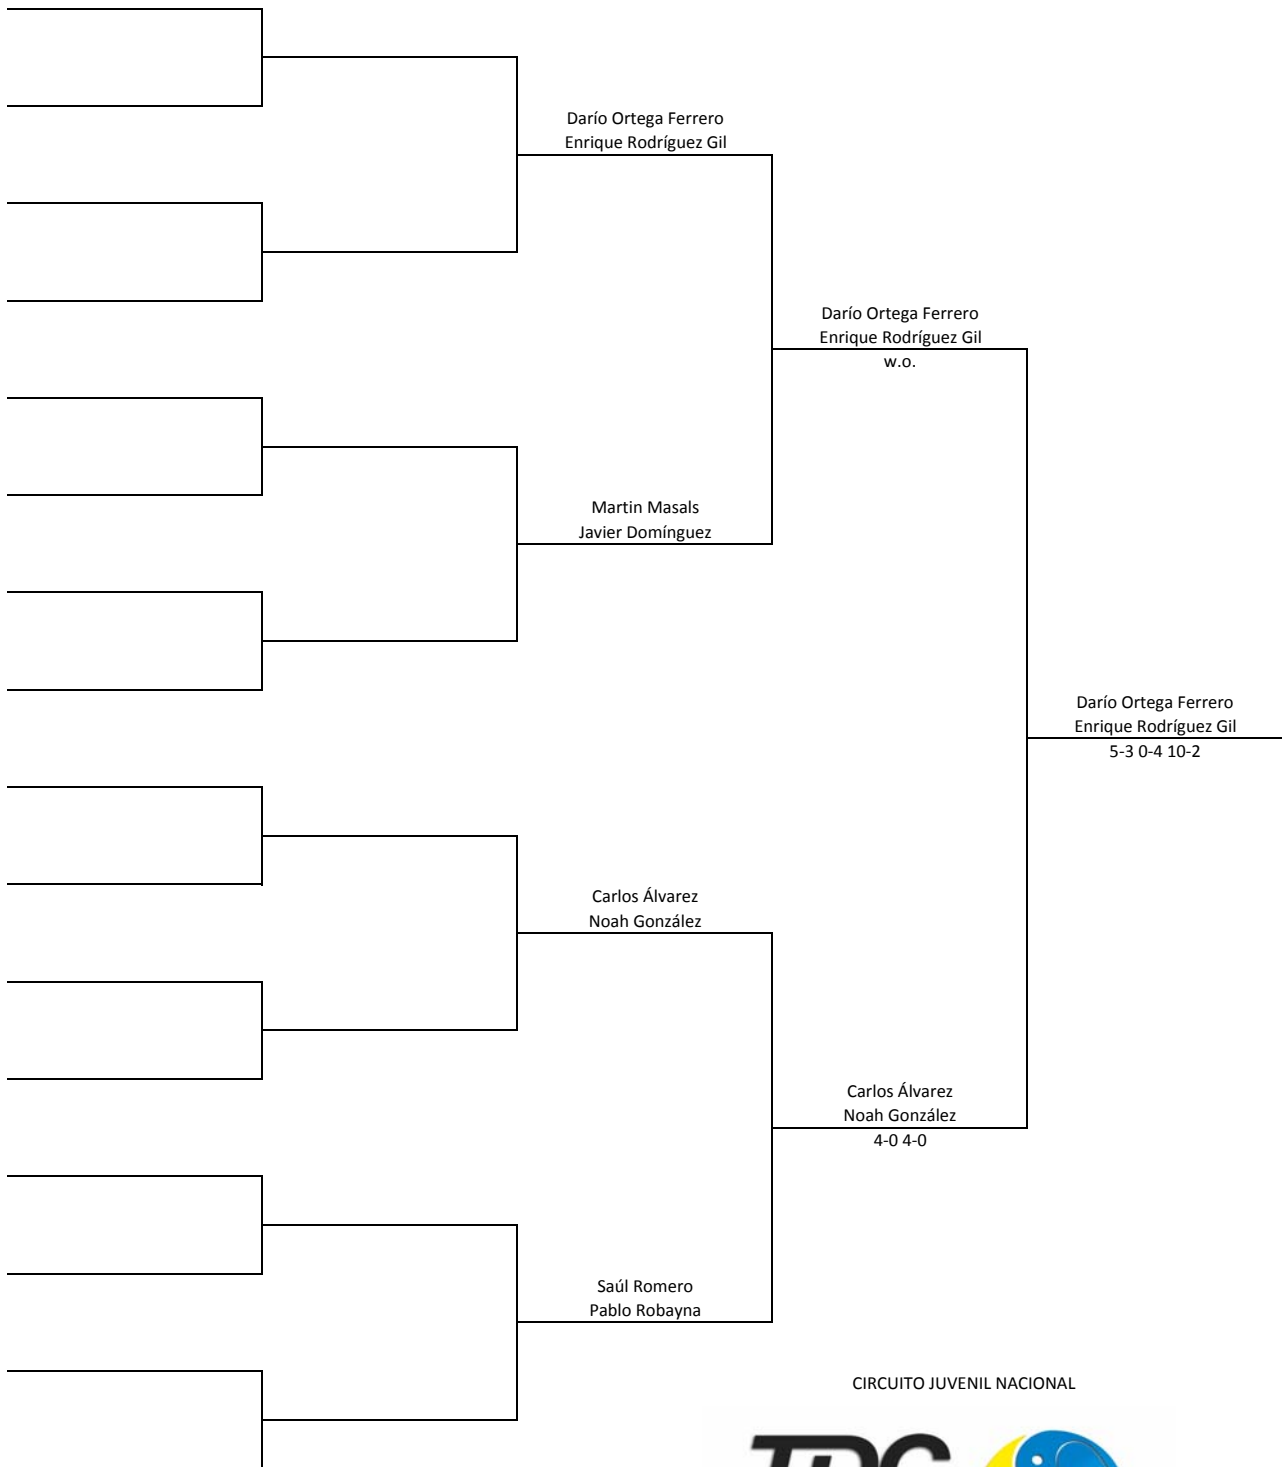 Darío Ortega Ferrero
Enrique Rodríguez Gil
Darío Ortega Ferrero
Enrique Rodríguez Gil
w.o.
Martin Masals
Javier Domínguez
Darío Ortega Ferrero
Enrique Rodríguez Gil
5-3 0-4 10-2
Carlos Álvarez
Noah González
Carlos Álvarez
Noah González
4-0 4-0
Saúl Romero
Pablo Robayna
CIRCUITO JUVENIL NACIONAL